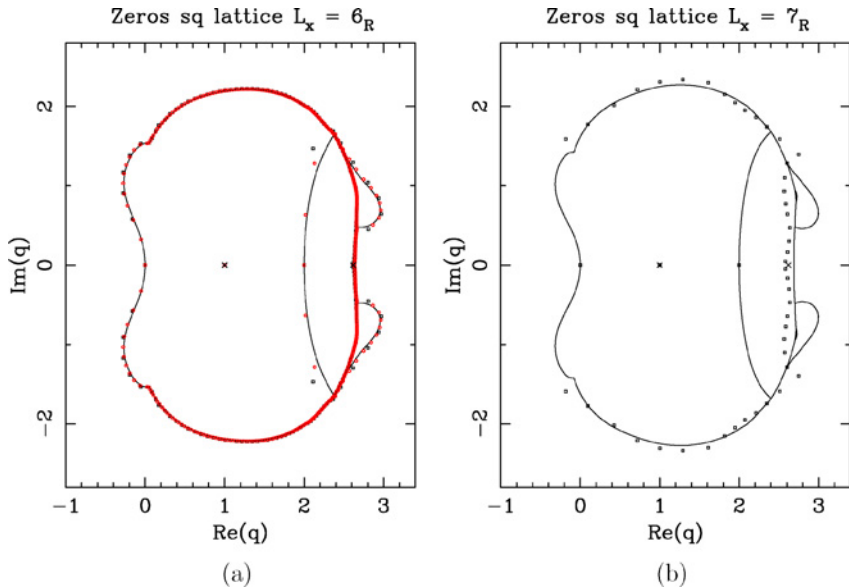 Zeros sq lattice L_x = 6_R
Zeros sq lattice L_x = 7_R
Im(q)
2
0
−2
−1 0 1 2 3
Re(q)
(a)
Im(q)
2
0
−2
−1 0 1 2 3
Re(q)
(b)